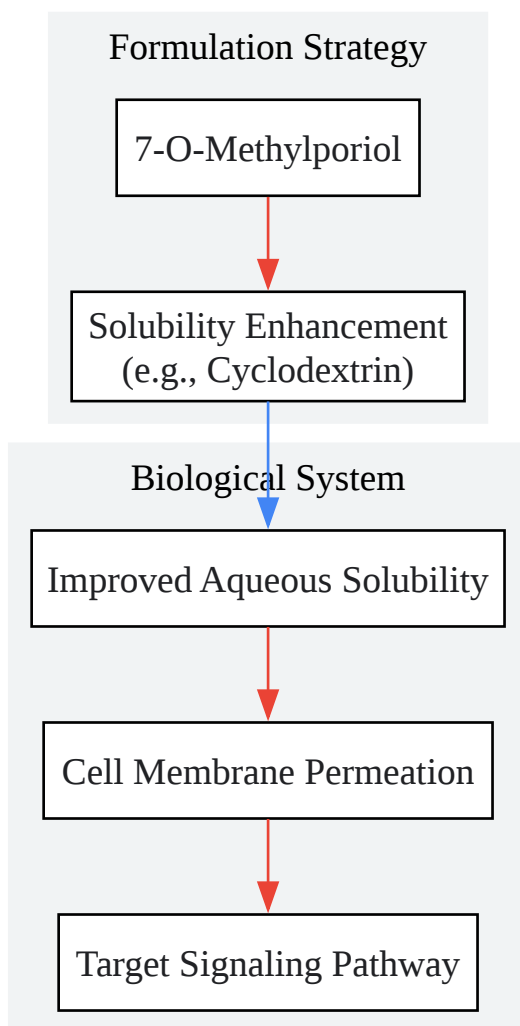 Formulation Strategy
7-O-Methylporiol
Solubility Enhancement
(e.g., Cyclodextrin)
Biological System
Improved Aqueous Solubility
Cell Membrane Permeation
Target Signaling Pathway